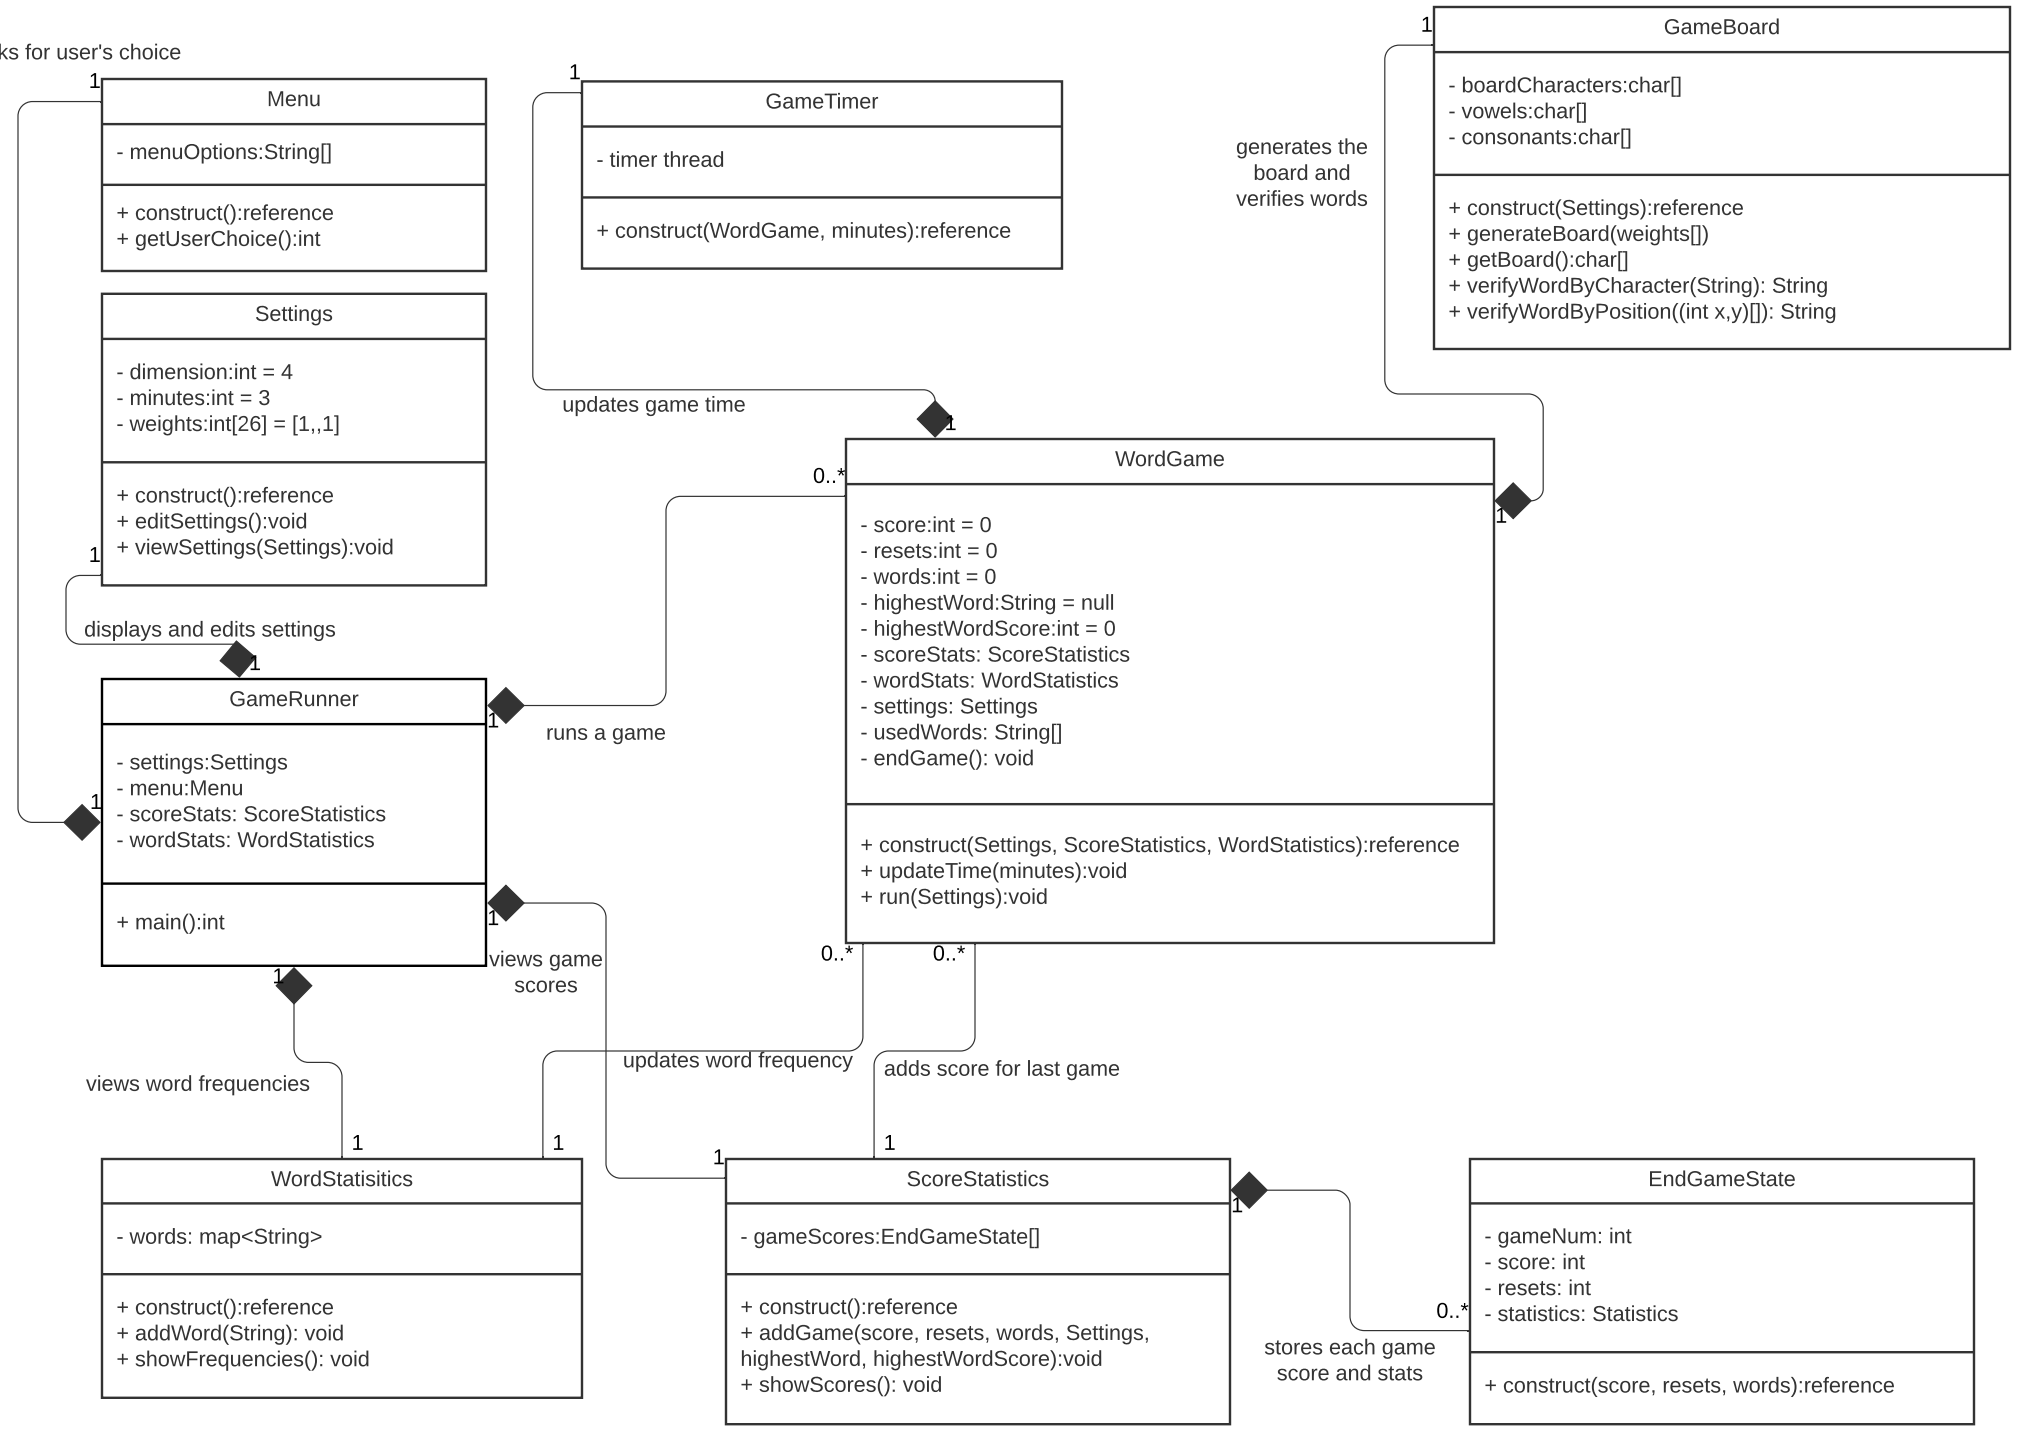 ks for user's choice
1
Menu
- menuOptions:String[]
+ construct():reference
+ getUserChoice():int
1
GameTimer
- timer thread
+ construct(WordGame, minutes):reference
1
GameBoard
- boardCharacters:char[]
- vowels:char[]
- consonants:char[]
+ construct(Settings):reference
+ generateBoard(weights[])
+ getBoard():char[]
+ verifyWordByCharacter(String): String
+ verifyWordByPosition((int x,y)[]): String
generates the
board and
verifies words
Settings
- dimension:int = 4
- minutes:int = 3
- weights:int[26] = [1,,1]
+ construct():reference
+ editSettings():void
+ viewSettings(Settings):void
1
displays and edits settings
1
updates game time
1
0..*
1
WordGame
- score:int = 0
- resets:int = 0
- words:int = 0
- highestWord:String = null
- highestWordScore:int = 0
- scoreStats: ScoreStatistics
- wordStats: WordStatistics
- settings: Settings
- usedWords: String[]
- endGame(): void
+ construct(Settings, ScoreStatistics, WordStatistics):reference
+ updateTime(minutes):void
+ run(Settings):void
GameRunner
- settings:Settings
- menu:Menu
- scoreStats: ScoreStatistics
- wordStats: WordStatistics
+ main():int
1
runs a game
1
1
views game
scores
1
views word frequencies
0..*
0..*
updates word frequency
adds score for last game
1
1
1
1
WordStatisitics
- words: map<String>
+ construct():reference
+ addWord(String): void
+ showFrequencies(): void
ScoreStatistics
- gameScores:EndGameState[]
+ construct():reference
+ addGame(score, resets, words, Settings,
highestWord, highestWordScore):void
+ showScores(): void
1
0..*
stores each game
score and stats
EndGameState
- gameNum: int
- score: int
- resets: int
- statistics: Statistics
+ construct(score, resets, words):reference